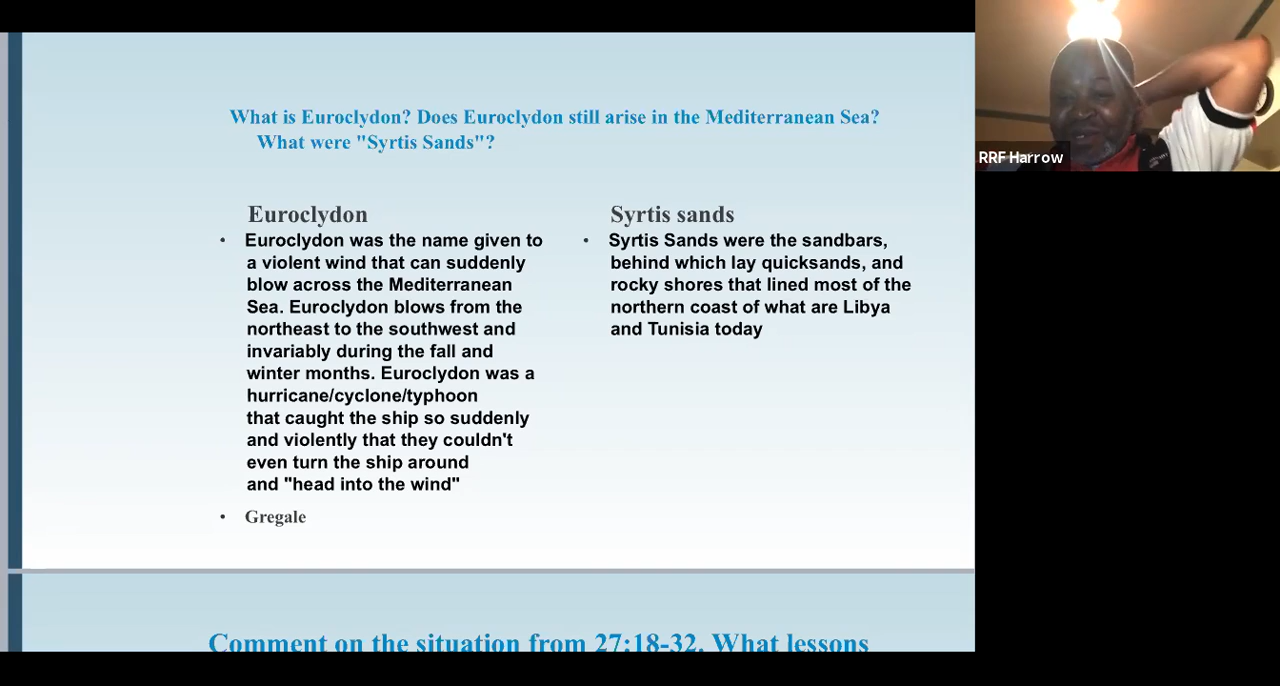 What is Euroclydon? Does Euroclydon still arise in the Mediterranean Sea?
What were "Syrtis Sands"?
Euroclydon
• Euroclydon was the name given to
a violent wind that can suddenly
blow across the Mediterranean
Sea. Euroclydon blows from the
northeast to the southwest and
invariably during the fall and
winter months. Euroclydon was a
hurricane/cyclone/typhoon
that caught the ship so suddenly
and violently that they couldn't
even turn the ship around
and "head into the wind"
• Gregale
Syrtis sands
• Syrtis Sands were the sandbars,
behind which lay quicksands, and
rocky shores that lined most of the
northern coast of what are Libya
and Tunisia today
Comment on the situation from 27:18-32. What lessons
RRF Harrow